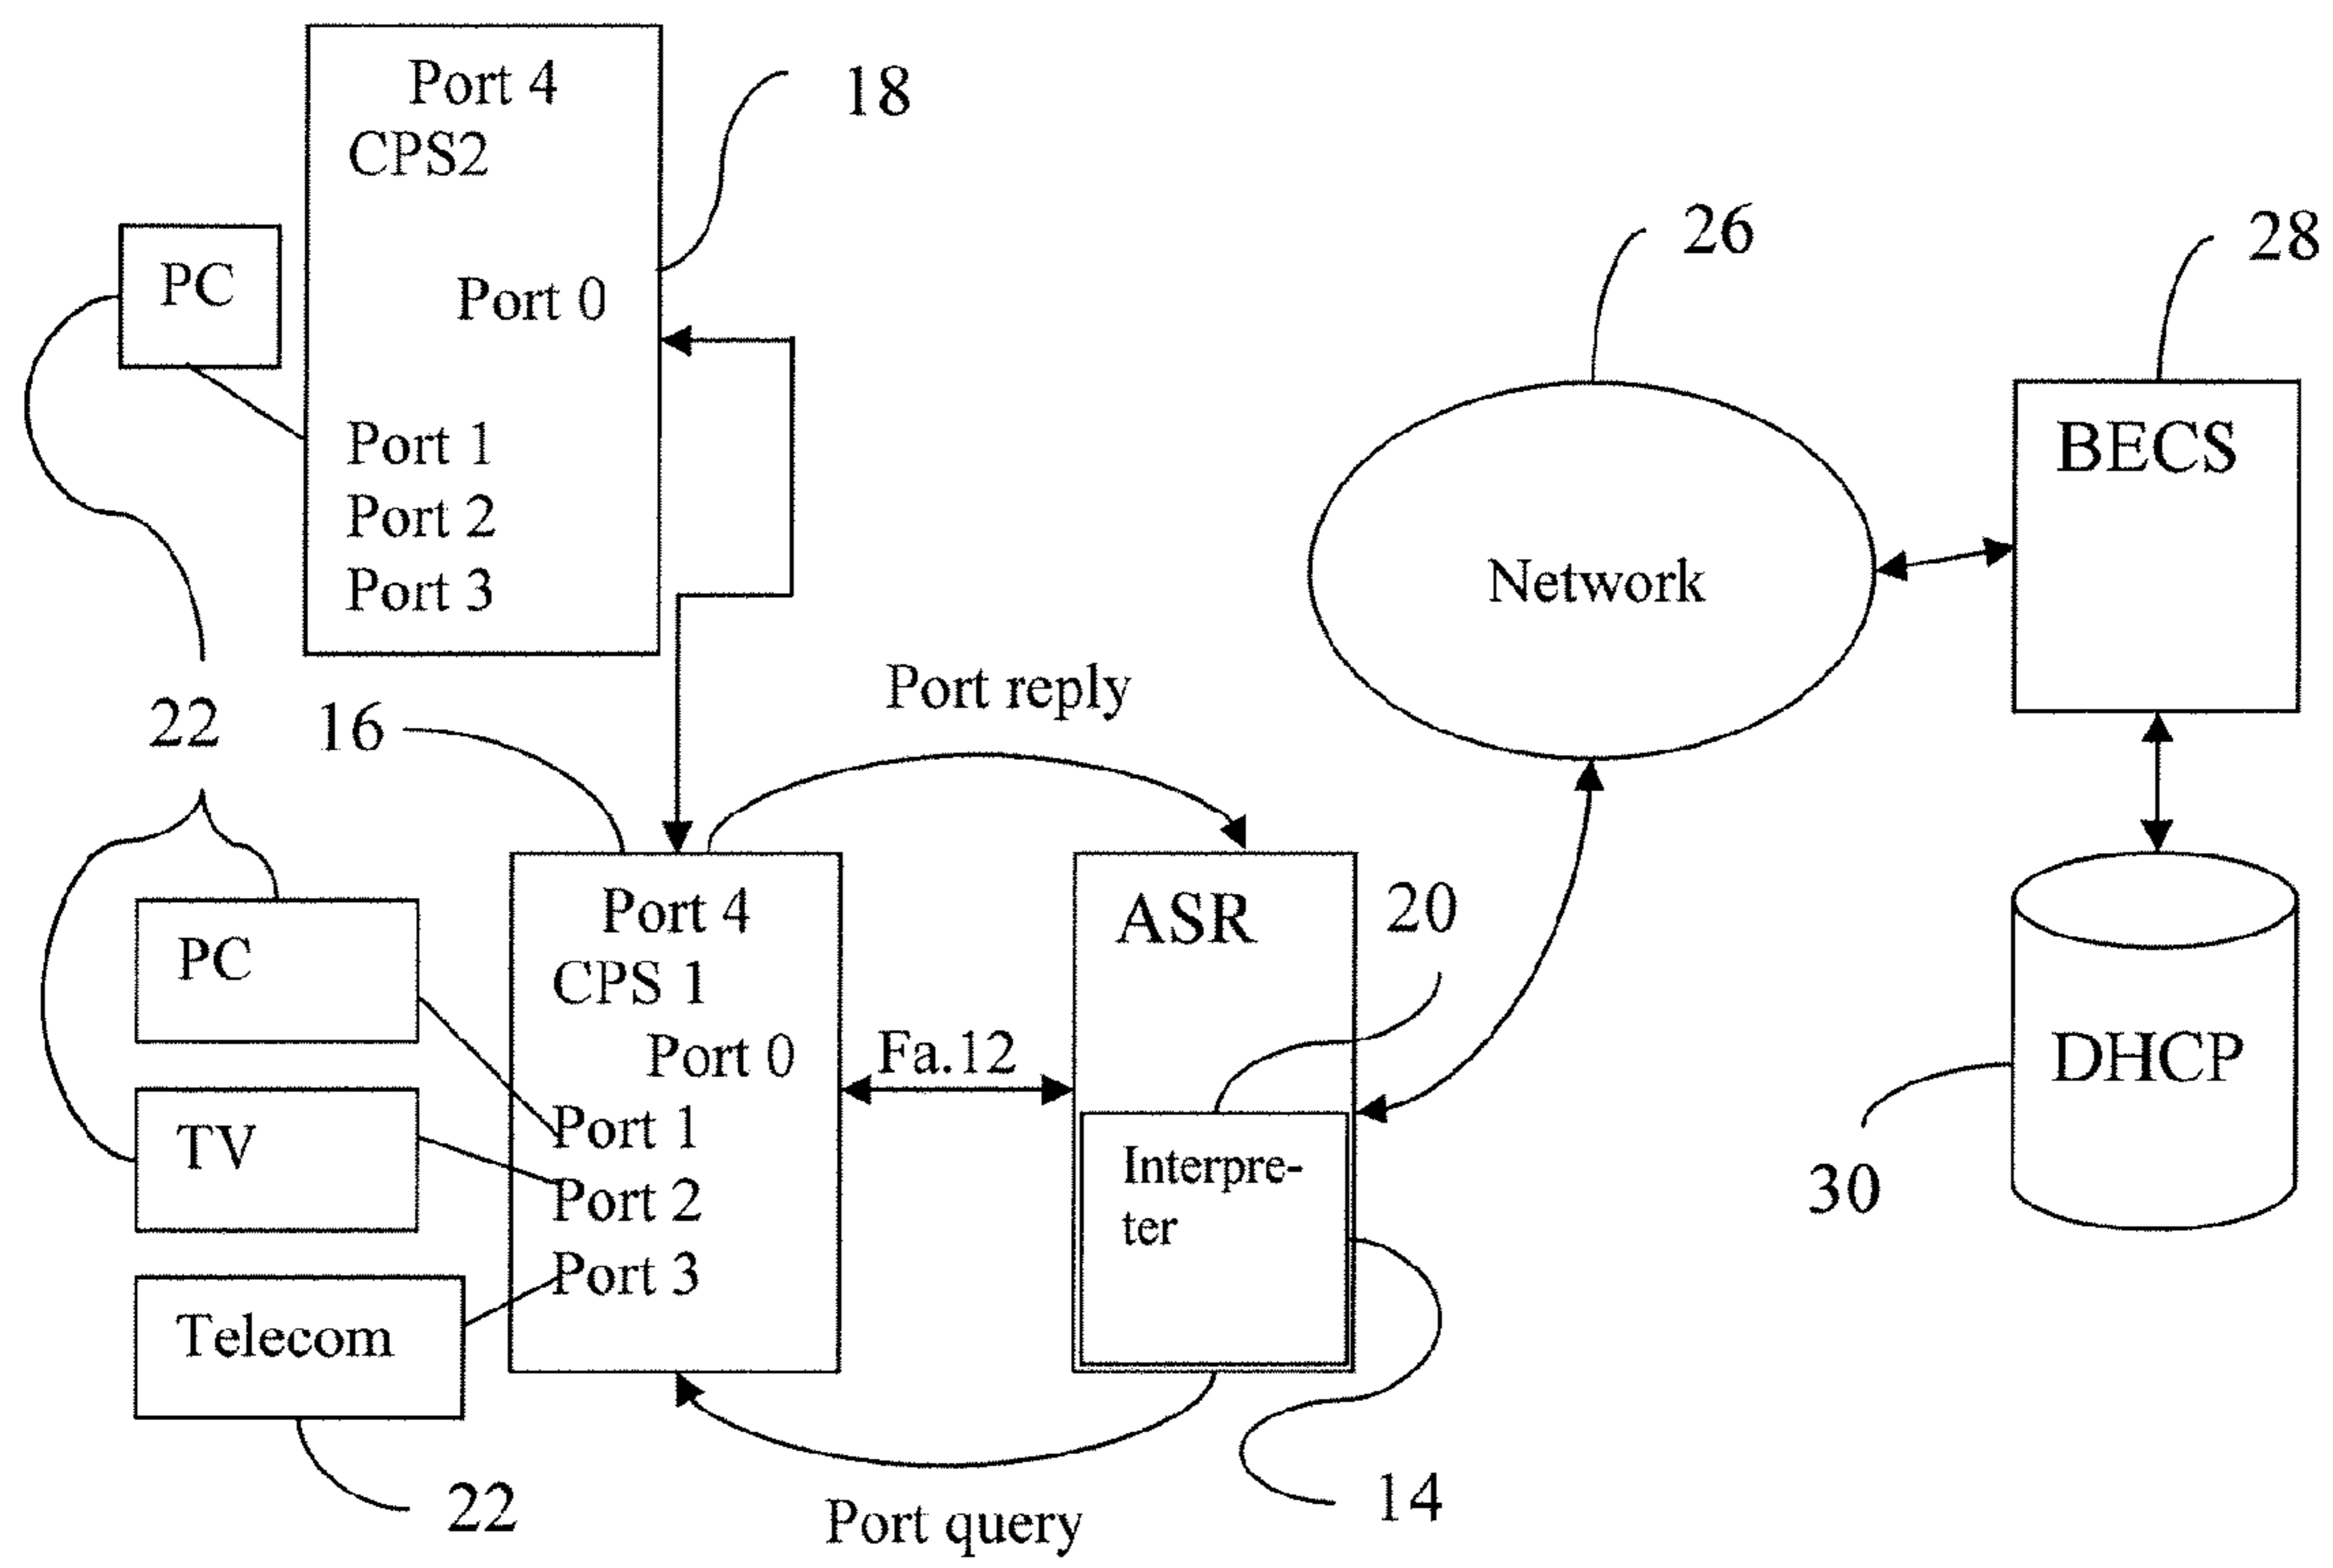 Port 4
18
CPS2
26
28
PC
Port 0
BECS
Port 1
Port 2
Network
Port 3
Port reply
22
16
Port 4
ASR
20
PC
CPS 1
Port 0
Fa.12
DHCP
Port 1
TV
Interpre-
ter
Port 2
30
Port 3
Telecom
22
Port query
14